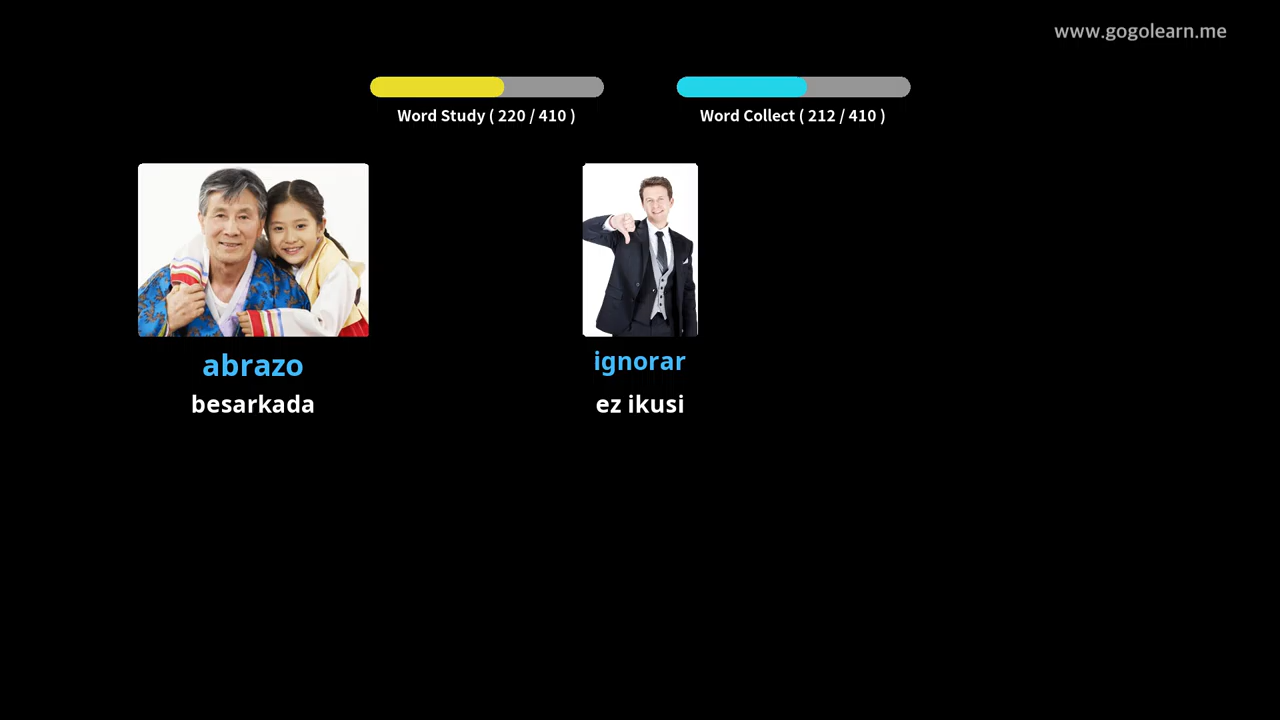 www.gogolearn.me
Word Study ( 220 / 410 )
Word Collect ( 212 / 410 )
abrazo
besarkada
ignorar
ez ikusi